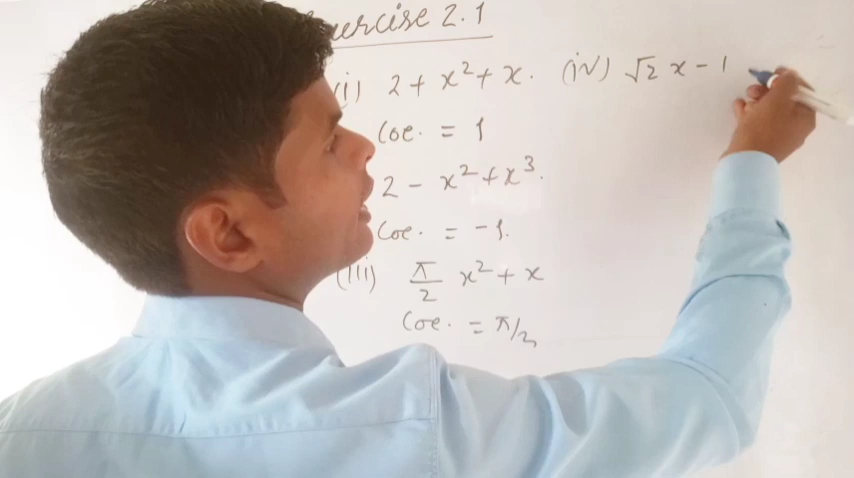 Exercise 2.1
(i) 2 + x² + x.
Coe. = 1
2 - x² + x³.
Coe. = -1.
(iii) π/2 x² + x
Coe. = π/2
(iv) √2 x - 1